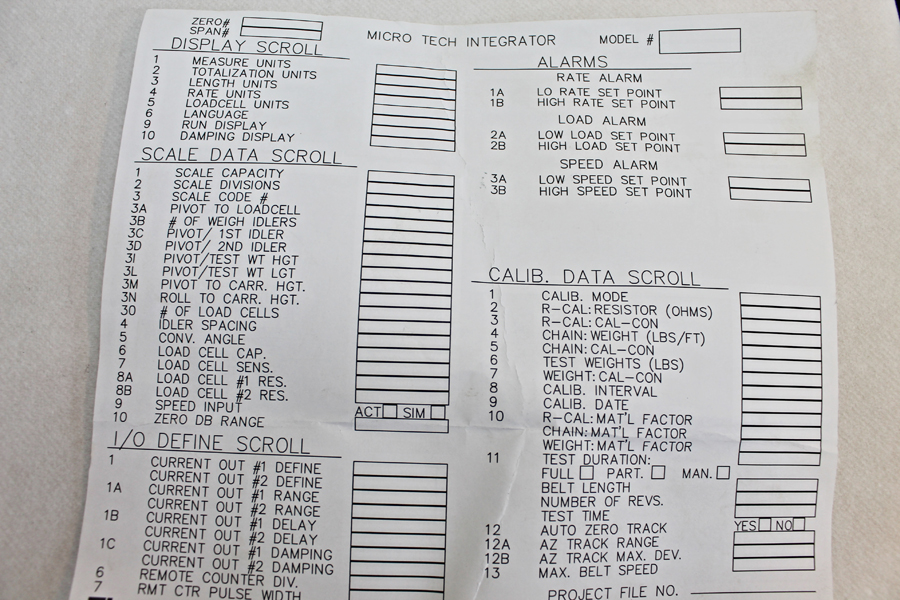 ZERO#
SPAN#
MICRO TECH INTEGRATOR
MODEL #
DISPLAY SCROLL
1 MEASURE UNITS
2 TOTALIZATION UNITS
3 LENGTH UNITS
4 RATE UNITS
5 LOADCELL UNITS
6 LANGUAGE
9 RUN DISPLAY
10 DAMPING DISPLAY
SCALE DATA SCROLL
1 SCALE CAPACITY
2 SCALE DIVISIONS
3 SCALE CODE #
3A PIVOT TO LOADCELL
3B # OF WEIGH IDLERS
3C PIVOT/ 1ST IDLER
3D PIVOT/ 2ND IDLER
3I PIVOT/TEST WT HGT
3L PIVOT/TEST WT LGT
3M PIVOT TO CARR. HGT.
3N ROLL TO CARR. HGT.
30 # OF LOAD CELLS
4 IDLER SPACING
5 CONV. ANGLE
6 LOAD CELL CAP.
7 LOAD CELL SENS.
8A LOAD CELL #1 RES.
8B LOAD CELL #2 RES.
9 SPEED INPUT ACT SIM
10 ZERO DB RANGE
I/O DEFINE SCROLL
1 CURRENT OUT #1 DEFINE
CURRENT OUT #2 DEFINE
1A CURRENT OUT #1 RANGE
CURRENT OUT #2 RANGE
1B CURRENT OUT #1 DELAY
CURRENT OUT #2 DELAY
1C CURRENT OUT #1 DAMPING
CURRENT OUT #2 DAMPING
6 REMOTE COUNTER DIV.
7 RMT CTR PULSE WIDTH
ALARMS
RATE ALARM
1A LO RATE SET POINT
1B HIGH RATE SET POINT
LOAD ALARM
2A LOW LOAD SET POINT
2B HIGH LOAD SET POINT
SPEED ALARM
3A LOW SPEED SET POINT
3B HIGH SPEED SET POINT
CALIB. DATA SCROLL
1 CALIB. MODE
2 R-CAL: RESISTOR (OHMS)
3 R-CAL: CAL-CON
4 CHAIN: WEIGHT (LBS/FT)
5 CHAIN: CAL-CON
6 TEST WEIGHTS (LBS)
7 WEIGHT: CAL-CON
8 CALIB. INTERVAL
9 CALIB. DATE
10 R-CAL: MAT'L FACTOR
CHAIN: MAT'L FACTOR
WEIGHT: MAT'L FACTOR
11 TEST DURATION:
FULL PART. MAN.
BELT LENGTH
NUMBER OF REVS.
TEST TIME
12 AUTO ZERO TRACK YES NO
12A AZ TRACK RANGE
12B AZ TRACK MAX. DEV.
13 MAX. BELT SPEED
PROJECT FILE NO.